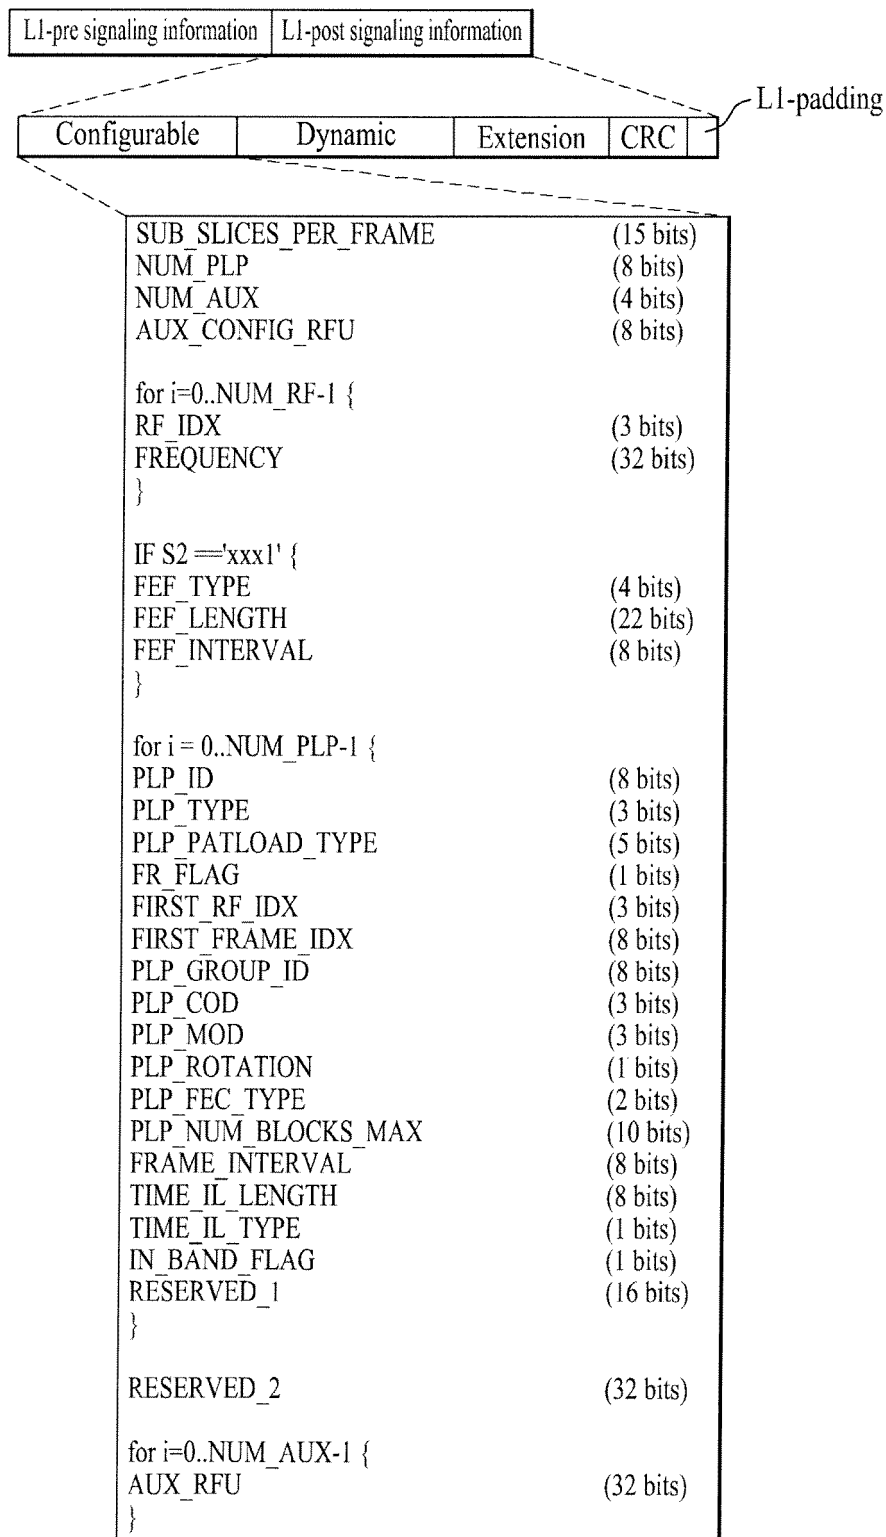 L1-pre signaling information L1-post signaling information
L1-padding
Configurable Dynamic Extension CRC
SUB_SLICES_PER_FRAME (15 bits)
NUM_PLP (8 bits)
NUM_AUX (4 bits)
AUX_CONFIG_RFU (8 bits)
for i=0..NUM_RF-1 {
RF_IDX (3 bits)
FREQUENCY (32 bits)
}
IF S2 =='xxx1' {
FEF_TYPE (4 bits)
FEF_LENGTH (22 bits)
FEF_INTERVAL (8 bits)
}
for i = 0..NUM_PLP-1 {
PLP_ID (8 bits)
PLP_TYPE (3 bits)
PLP_PATLOAD_TYPE (5 bits)
FR_FLAG (1 bits)
FIRST_RF_IDX (3 bits)
FIRST_FRAME_IDX (8 bits)
PLP_GROUP_ID (8 bits)
PLP_COD (3 bits)
PLP_MOD (3 bits)
PLP_ROTATION (1 bits)
PLP_FEC_TYPE (2 bits)
PLP_NUM_BLOCKS_MAX (10 bits)
FRAME_INTERVAL (8 bits)
TIME_IL_LENGTH (8 bits)
TIME_IL_TYPE (1 bits)
IN_BAND_FLAG (1 bits)
RESERVED_1 (16 bits)
}
RESERVED_2 (32 bits)
for i=0..NUM_AUX-1 {
AUX_RFU (32 bits)
}